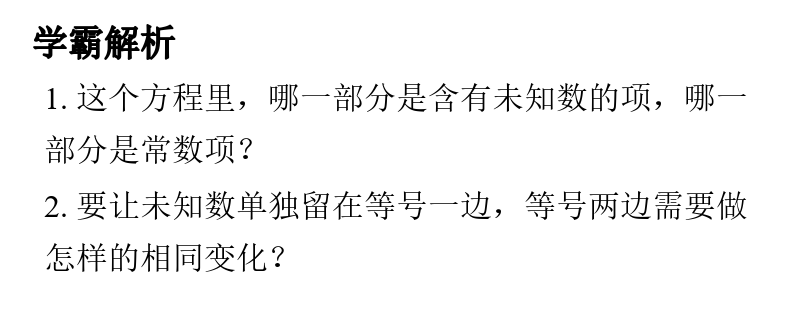 学霸解析
1. 这个方程里，哪一部分是含有未知数的项，哪一
部分是常数项？
2. 要让未知数单独留在等号一边，等号两边需要做
怎样的相同变化？